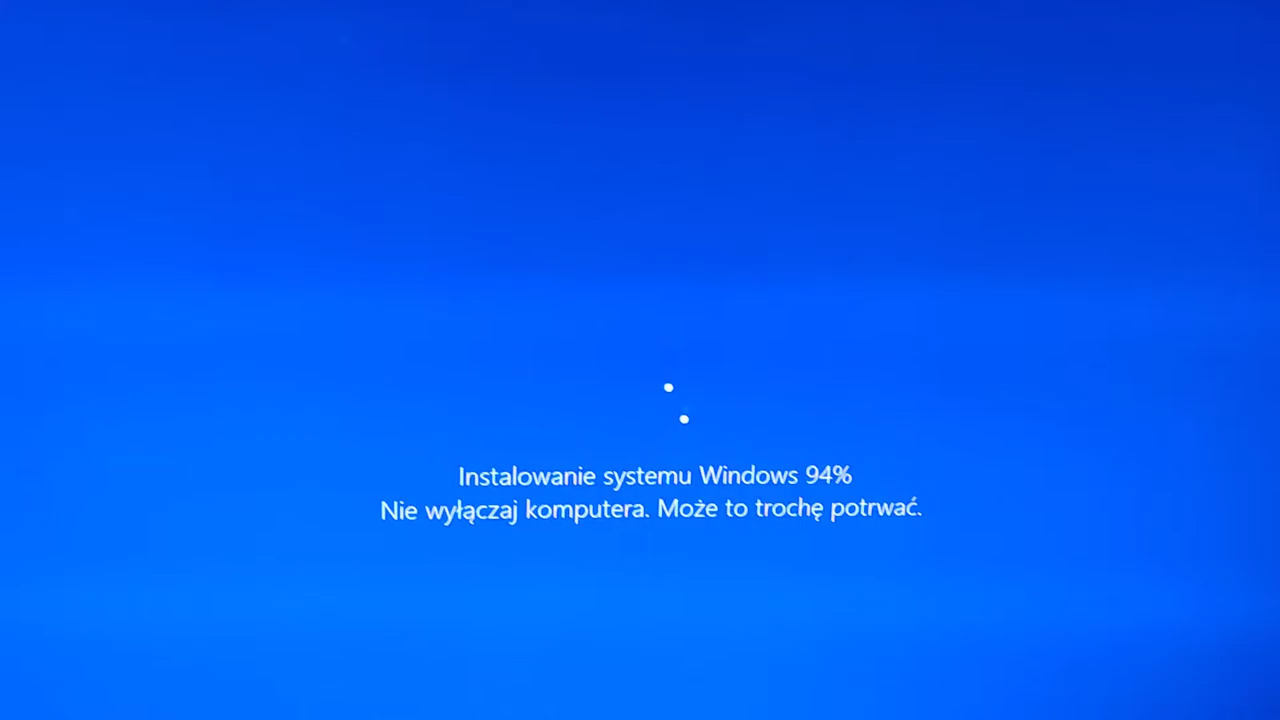 Instalowanie systemu Windows 94%
Nie wyłączaj komputera. Może to trochę potrwać.